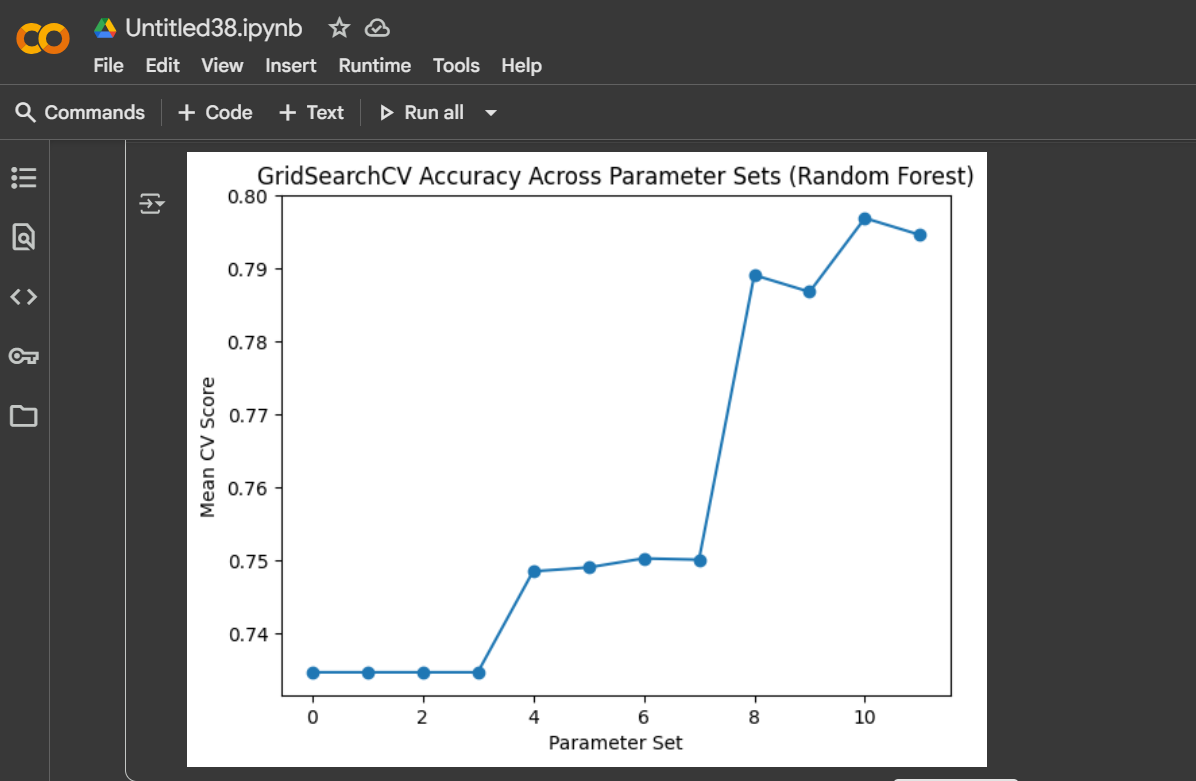 Untitled38.ipynb
File Edit View Insert Runtime Tools Help
Commands + Code + Text Run all
GridSearchCV Accuracy Across Parameter Sets (Random Forest)
0.80
0.79
0.78
0.77
0.76
0.75
0.74
Mean CV Score
0 2 4 6 8 10
Parameter Set